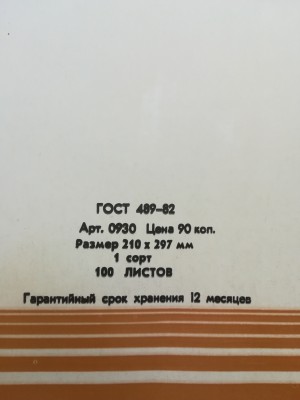 ГОСТ 489-82
Арт. 0930 Цена 90 коп.
Размер 210 х 297 мм
1 сорт
100 ЛИСТОВ
Гарантийный срок хранения 12 месяцев